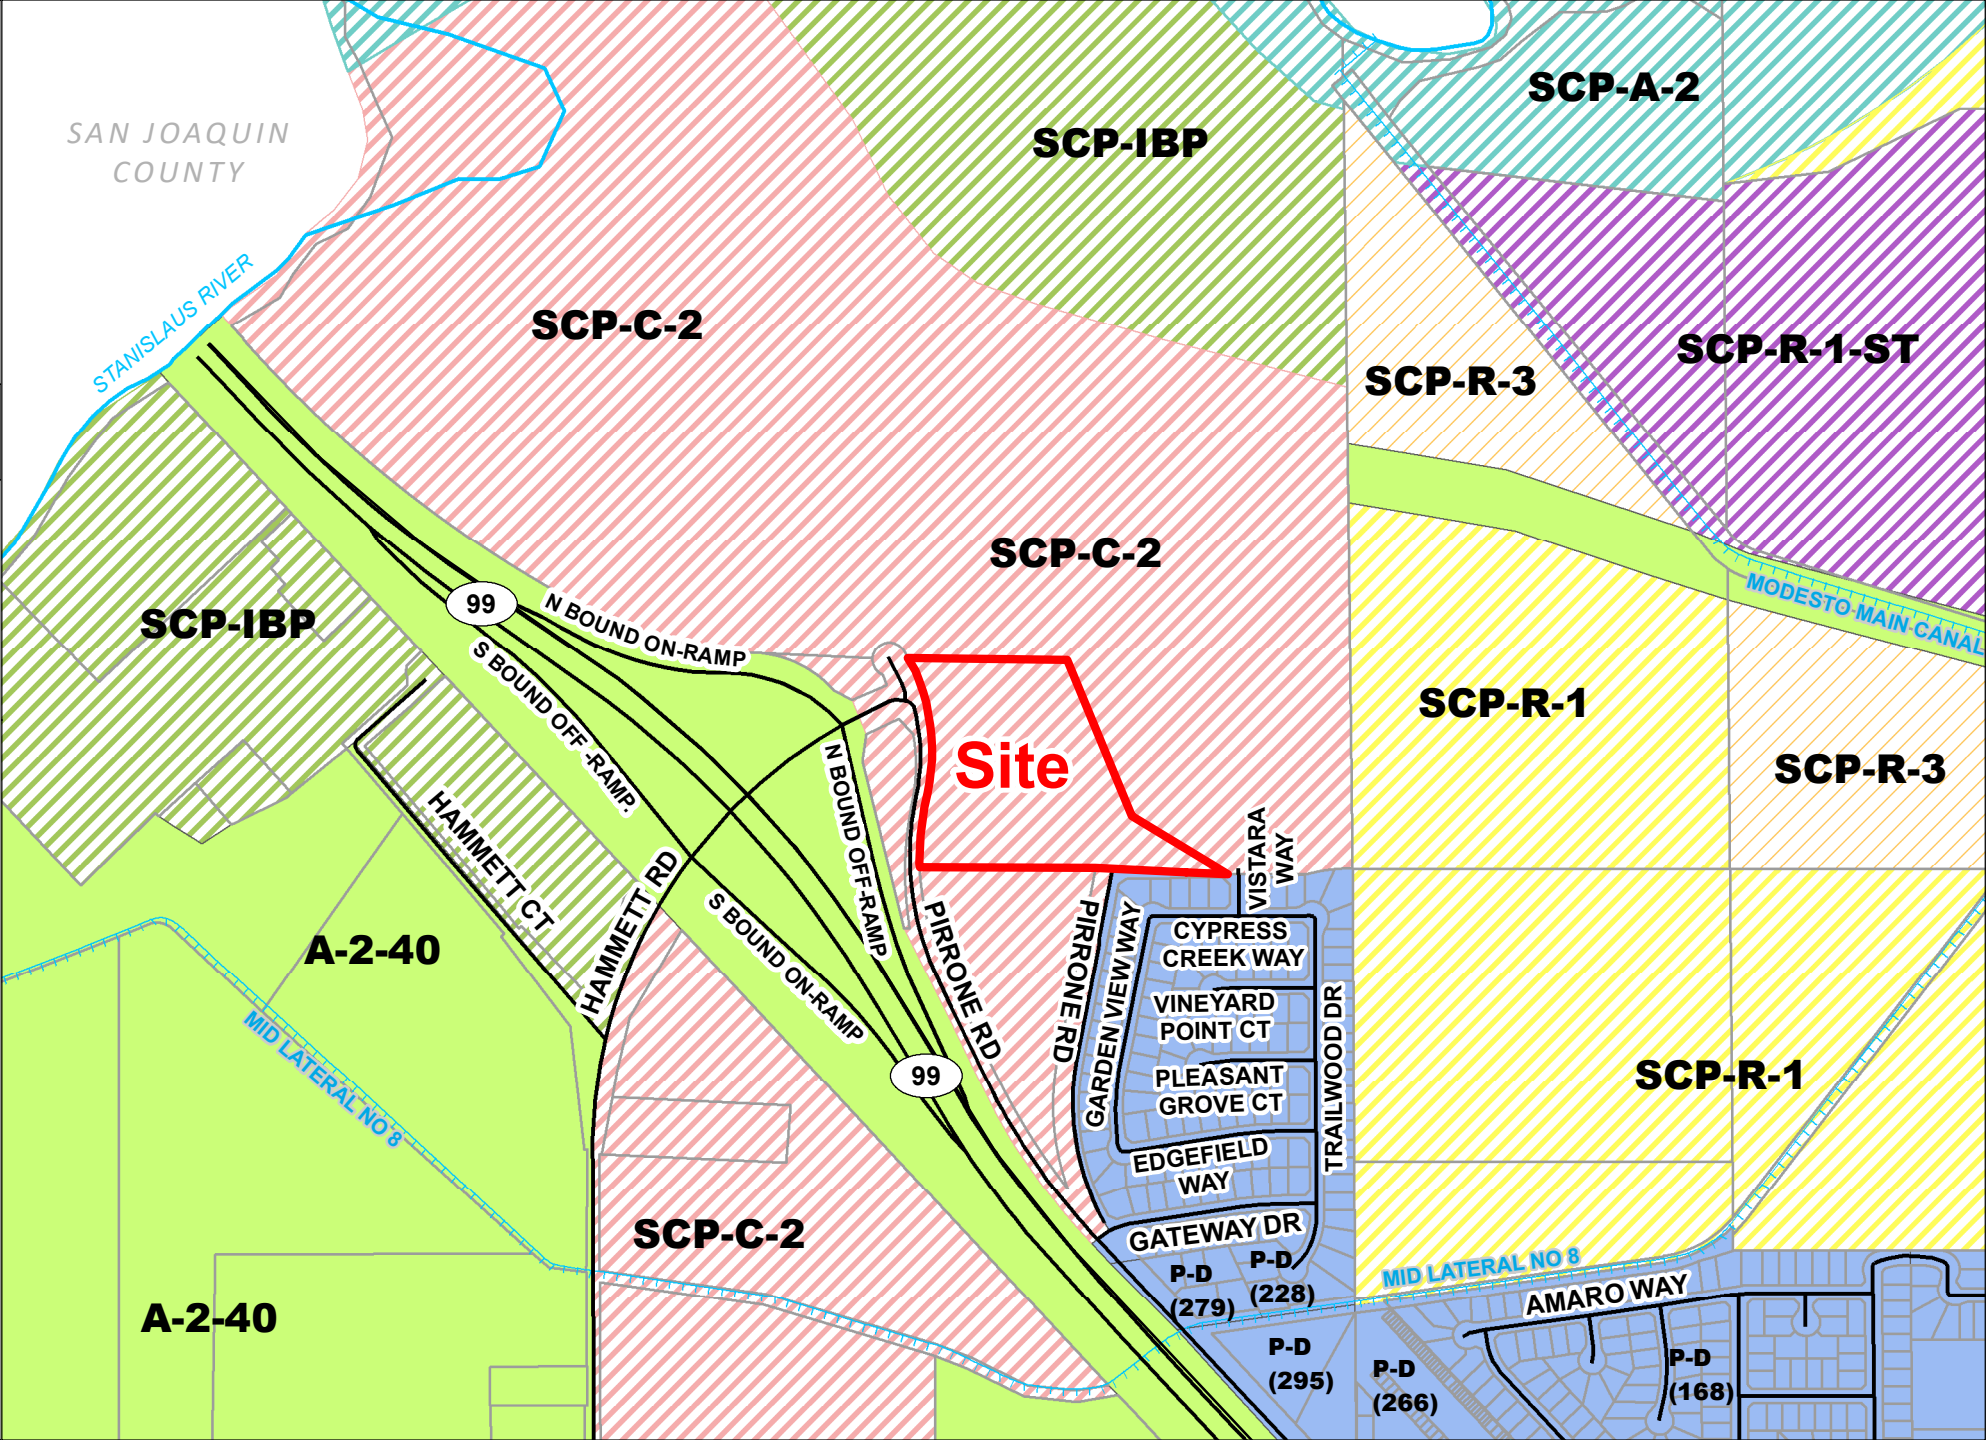 SCP-A-2
SAN JOAQUIN
COUNTY
SCP-IBP
STANISLAUS RIVER
SCP-C-2
SCP-R-1-ST
SCP-R-3
SCP-C-2
99
N BOUND ON-RAMP
MODESTO MAIN CANAL
SCP-IBP
S BOUND OFF -RAMP.
SCP-R-1
Site
SCP-R-3
N BOUND OFF-RAMP
HAMMETT CT
HAMMETT RD
VISTARA
WAY
A-2-40
S BOUND ON-RAMP
PIRRONE RD
PIRRONE RD
GARDEN VIEW WAY
CYPRESS
CREEK WAY
VINEYARD
POINT CT
TRAILWOOD DR
MID LATERAL NO 8
99
PLEASANT
GROVE CT
SCP-R-1
EDGEFIELD
WAY
SCP-C-2
GATEWAY DR
P-D
(279)
P-D
(228)
MID LATERAL NO 8
AMARO WAY
A-2-40
P-D
(295)
P-D
(266)
P-D
(168)